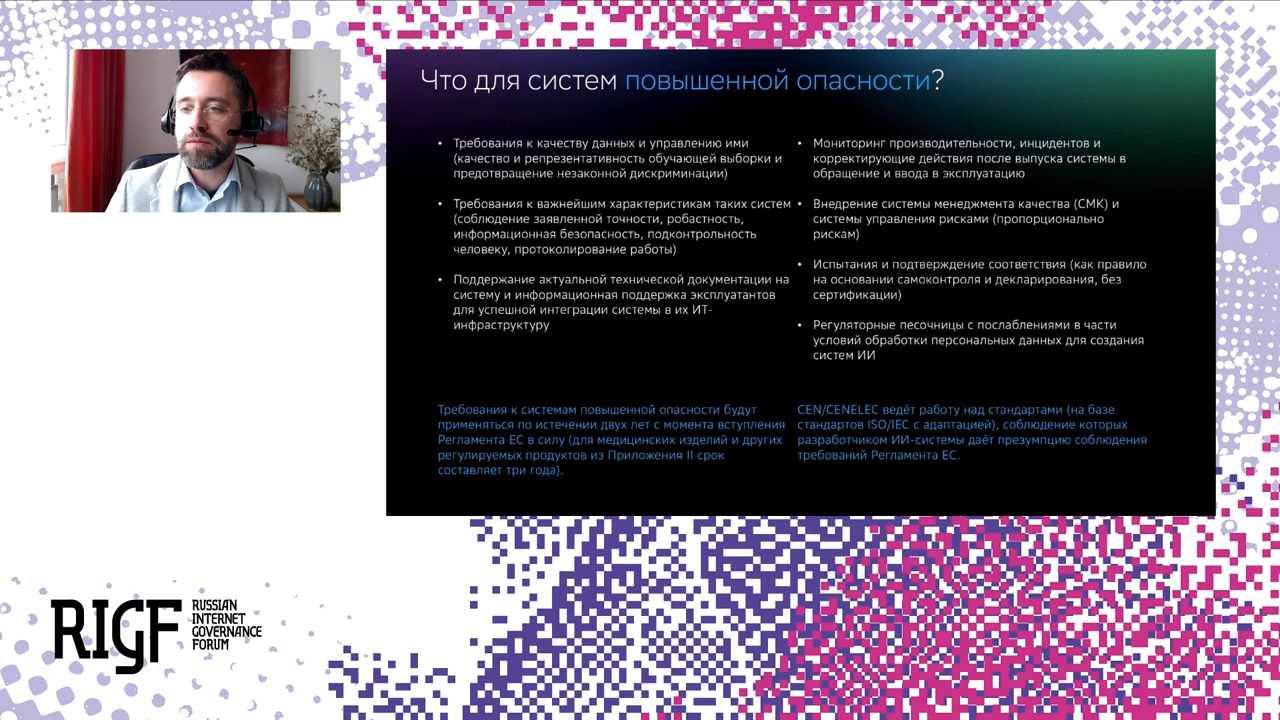 Что для систем повышенной опасности?
• Требования к качеству данных и управлению ими
(качество и репрезентативность обучающей выборки и
предотвращение незаконной дискриминации)
• Требования к важнейшим характеристикам таких систем
(соблюдение заявленной точности, робастность,
информационная безопасность, подконтрольность
человеку, протоколирование работы)
• Поддержание актуальной технической документации на
систему и информационная поддержка эксплуатантов
для успешной интеграции системы в их ИТ-
инфраструктуру
Требования к системам повышенной опасности будут
применяться по истечении двух лет с момента вступления
Регламента ЕС в силу (для медицинских изделий и других
регулируемых продуктов из Приложения II срок
составляет три года).
• Мониторинг производительности, инцидентов и
корректирующие действия после выпуска системы в
обращение и ввода в эксплуатацию
• Внедрение системы менеджмента качества (СМК) и
системы управления рисками (пропорционально
рискам)
• Испытания и подтверждение соответствия (как правило
на основании самоконтроля и декларирования, без
сертификации)
• Регуляторные песочницы с послаблениями в части
условий обработки персональных данных для создания
систем ИИ
CEN/CENELEC ведёт работу над стандартами (на базе
стандартов ISO/IEC с адаптацией), соблюдение которых
разработчиком ИИ-системы даёт презумпцию соблюдения
требований Регламента ЕС.
RIGF
RUSSIAN
INTERNET
GOVERNANCE
FORUM